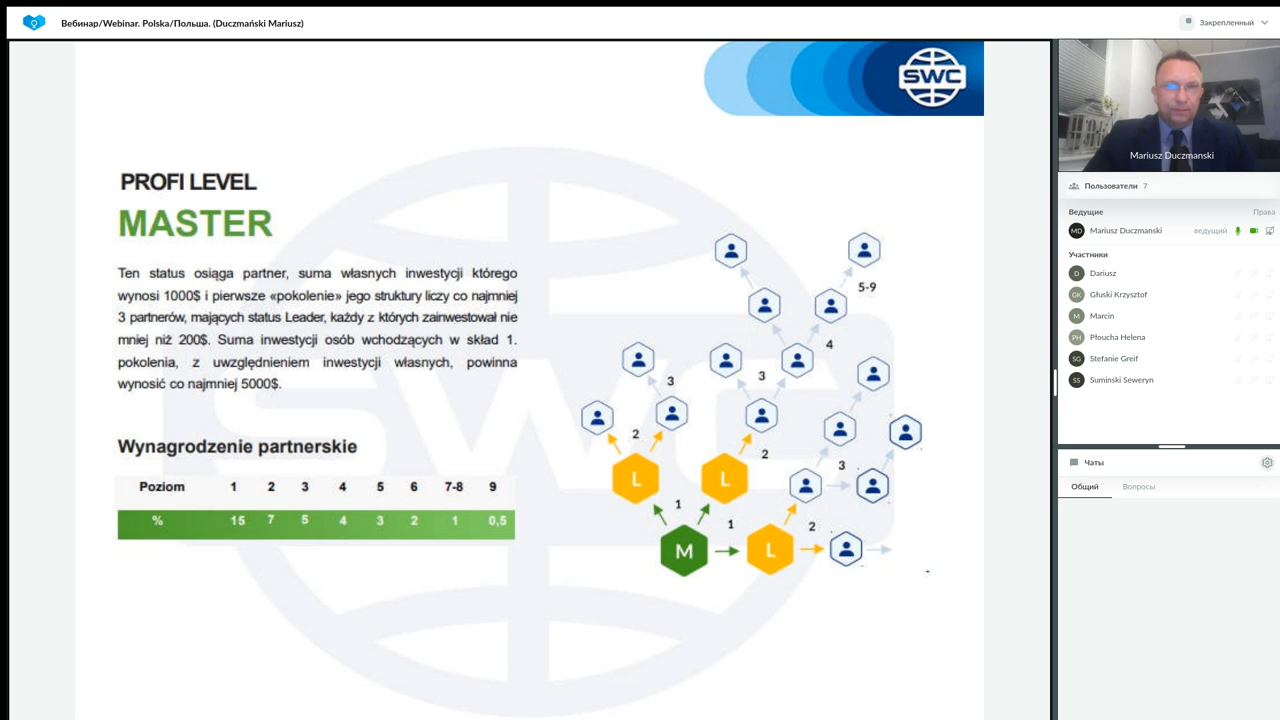 Вебинар/Webinar. Polska/Польша. (Duczmański Mariusz)
Закрепленный
SWC
PROFI LEVEL
MASTER
Ten status osiąga partner, suma własnych inwestycji którego
wynosi 1000$ i pierwsze «pokolenie» jego struktury liczy co najmniej
3 partnerów, mających status Leader, każdy z których zainwestował nie
mniej niż 200$. Suma inwestycji osób wchodzących w skład 1.
pokolenia, z uwzględnieniem inwestycji własnych, powinna
wynosić co najmniej 5000$.
Wynagrodzenie partnerskie
Poziom 1 2 3 4 5 6 7-8 9
% 15 7 5 4 3 2 1 0,5
5-9
4
3
3
2
2
3
L
L
1
1
2
M
L
Mariusz Duczmanski
Пользователи 7
Ведущие
Права
MD Mariusz Duczmanski ведущий
Участники
D Dariusz
GK Głuski Krzysztof
M Marcin
PH Płoucha Helena
SG Stefanie Greif
SS Suminski Seweryn
Чаты
Общий
Вопросы